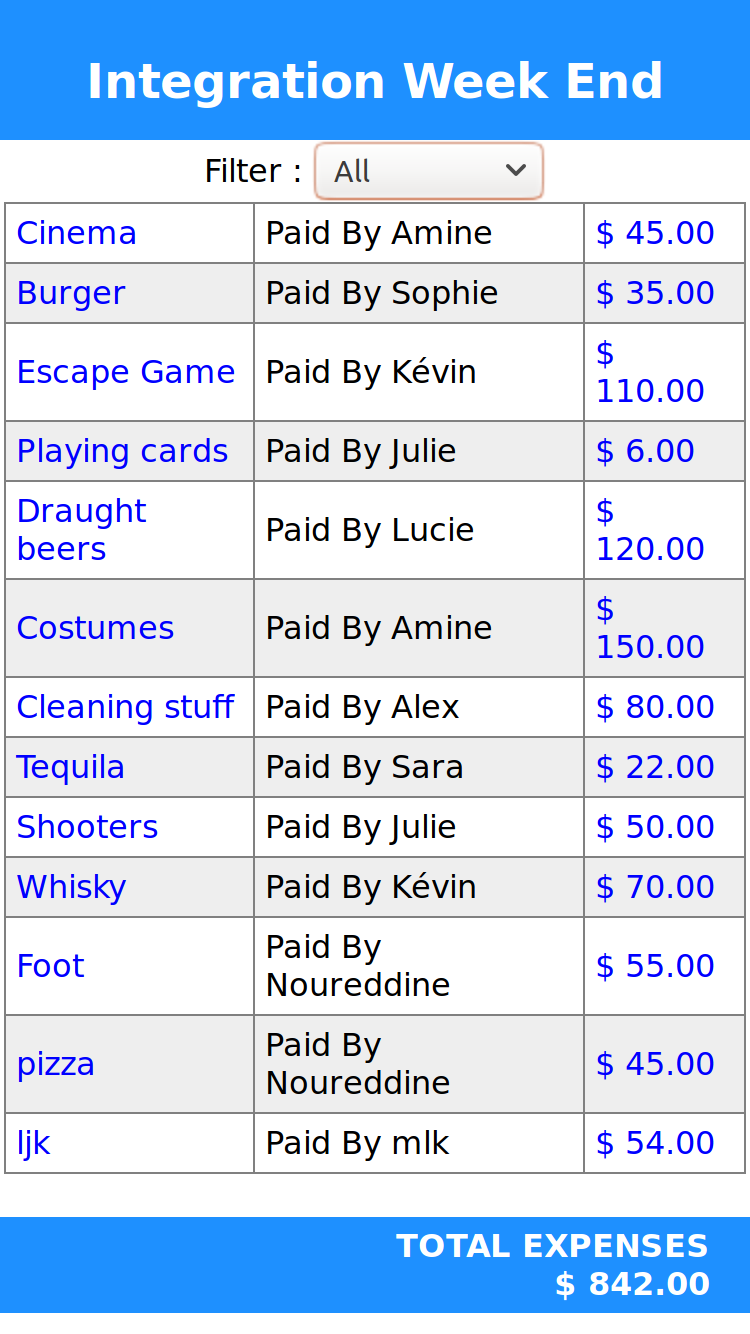 Integration Week End
Filter : All
Cinema Paid By Amine $ 45.00
Burger Paid By Sophie $ 35.00
Escape Game Paid By Kévin $
110.00
Playing cards Paid By Julie $ 6.00
Draught
beers Paid By Lucie $
120.00
Costumes Paid By Amine $
150.00
Cleaning stuff Paid By Alex $ 80.00
Tequila Paid By Sara $ 22.00
Shooters Paid By Julie $ 50.00
Whisky Paid By Kévin $ 70.00
Foot Paid By
Noureddine $ 55.00
pizza Paid By
Noureddine $ 45.00
ljk Paid By mlk $ 54.00
TOTAL EXPENSES
$ 842.00